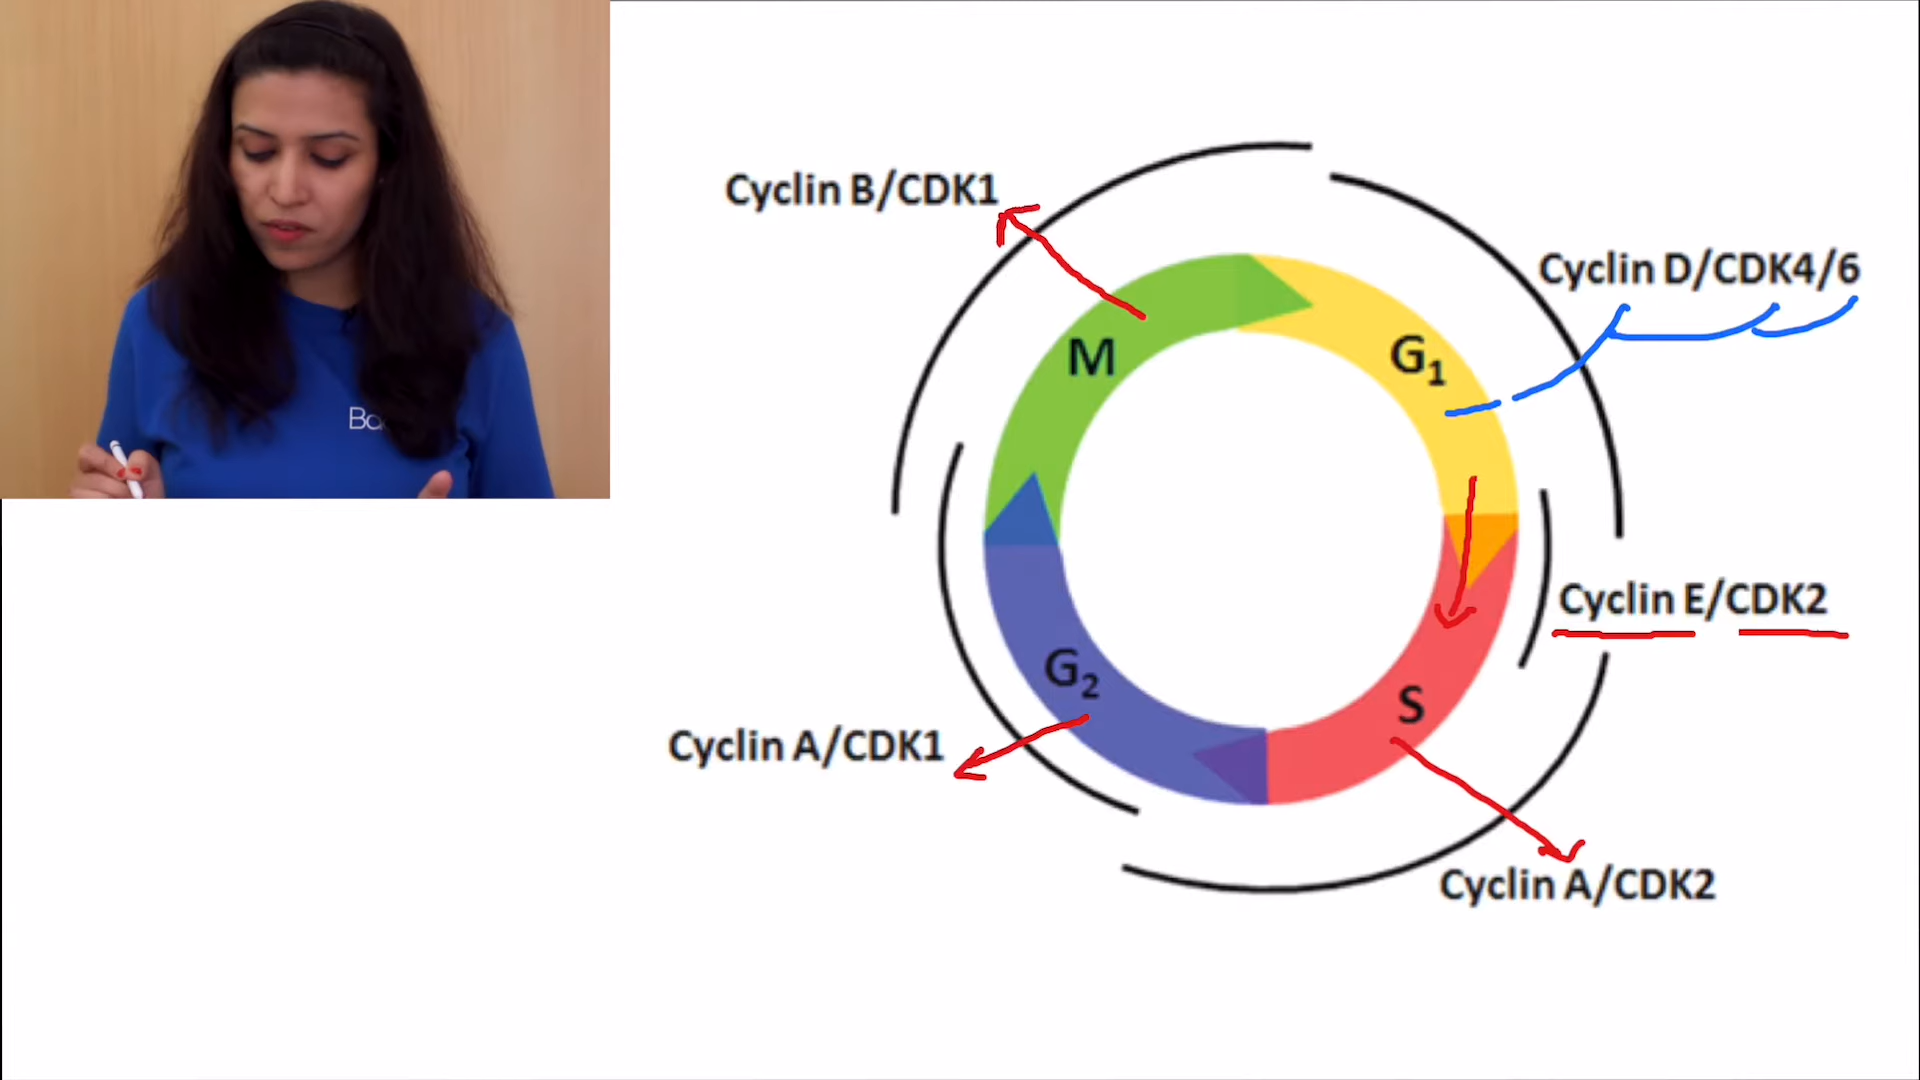 Cyclin B/CDK1
Cyclin D/CDK4/6
M
G₁
Cyclin E/CDK2
G₂
S
Cyclin A/CDK1
Cyclin A/CDK2